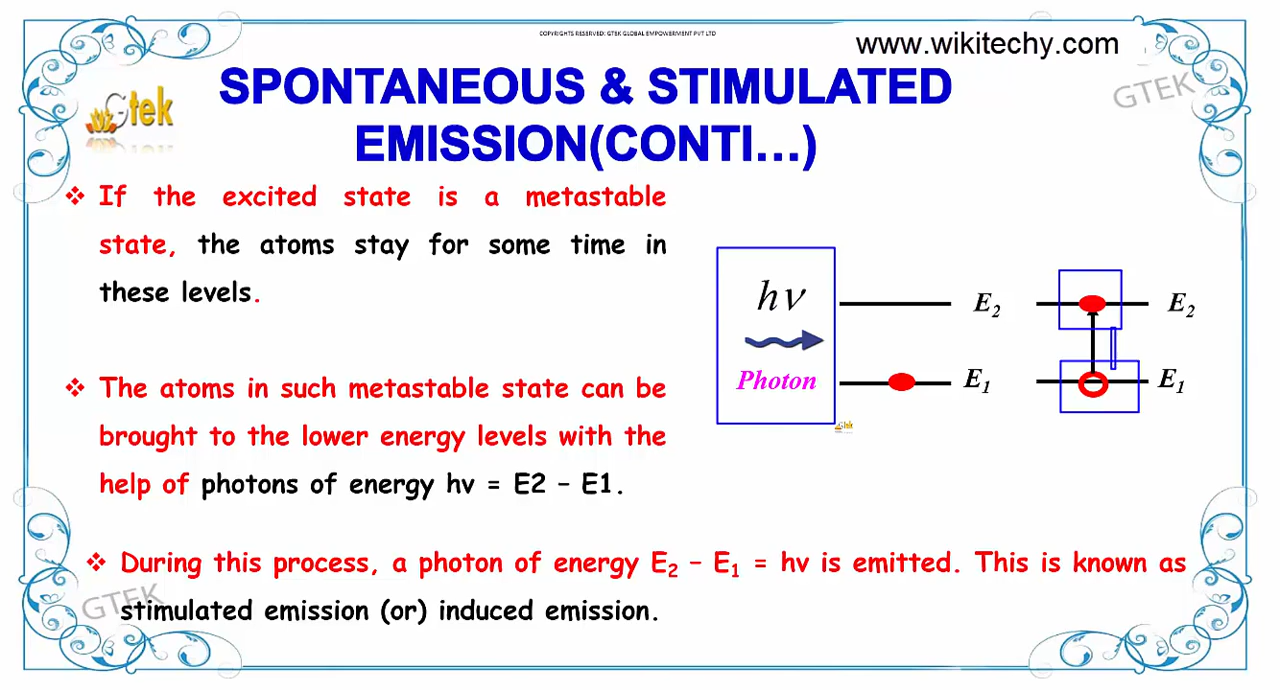 COPYRIGHTS RESERVED: GTEK GLOBAL EMPOWERMENT PVT LTD
www.wikitechy.com
GTEK
Gtek
SPONTANEOUS & STIMULATED
EMISSION(CONTI...)
❖ If the excited state is a metastable
state, the atoms stay for some time in
these levels.
hν
Photon
E₂
E₁
E₂
E₁
Gtek
❖ The atoms in such metastable state can be
brought to the lower energy levels with the
help of photons of energy hν = E2 – E1.
❖ During this process, a photon of energy E₂ – E₁ = hν is emitted. This is known as
stimulated emission (or) induced emission.
GTEK